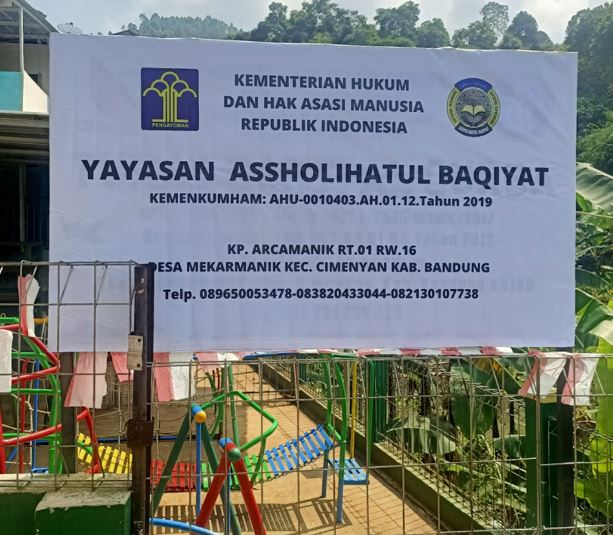 KEMENTERIAN HUKUM
DAN HAK ASASI MANUSIA
REPUBLIK INDONESIA
PENGAYOMAN
YAYASAN ASSHOLIHATUL BAQIYAT
KEMENKUMHAM: AHU-0010403.AH.01.12.Tahun 2019
KP. ARCAMANIK RT.01 RW.16
DESA MEKARMANIK KEC. CIMENYAN KAB. BANDUNG
Telp. 089650053478-083820433044-082130107738